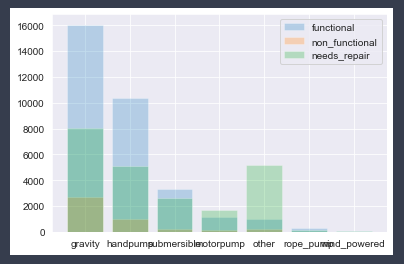 16000
14000
12000
10000
8000
6000
4000
2000
0
functional
non_functional
needs_repair
gravity handpump submersible motorpump other rope_pump wind_powered